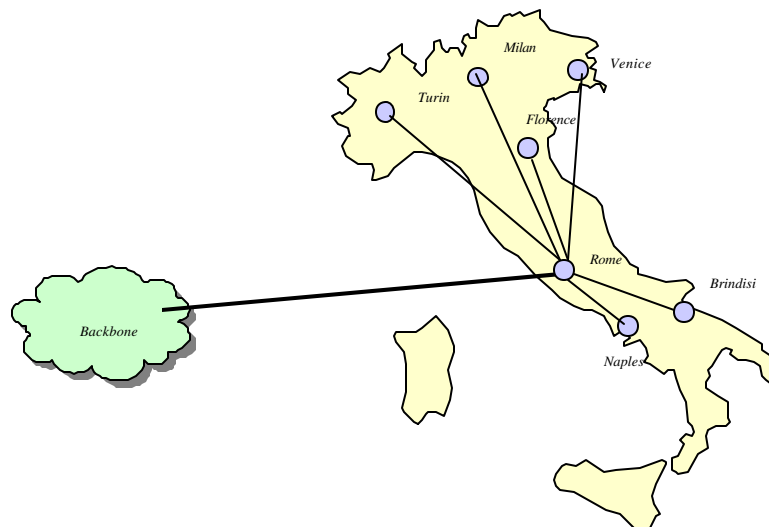 Milan
Venice
Turin
Florence
Rome
Brindisi
Backbone
Naples